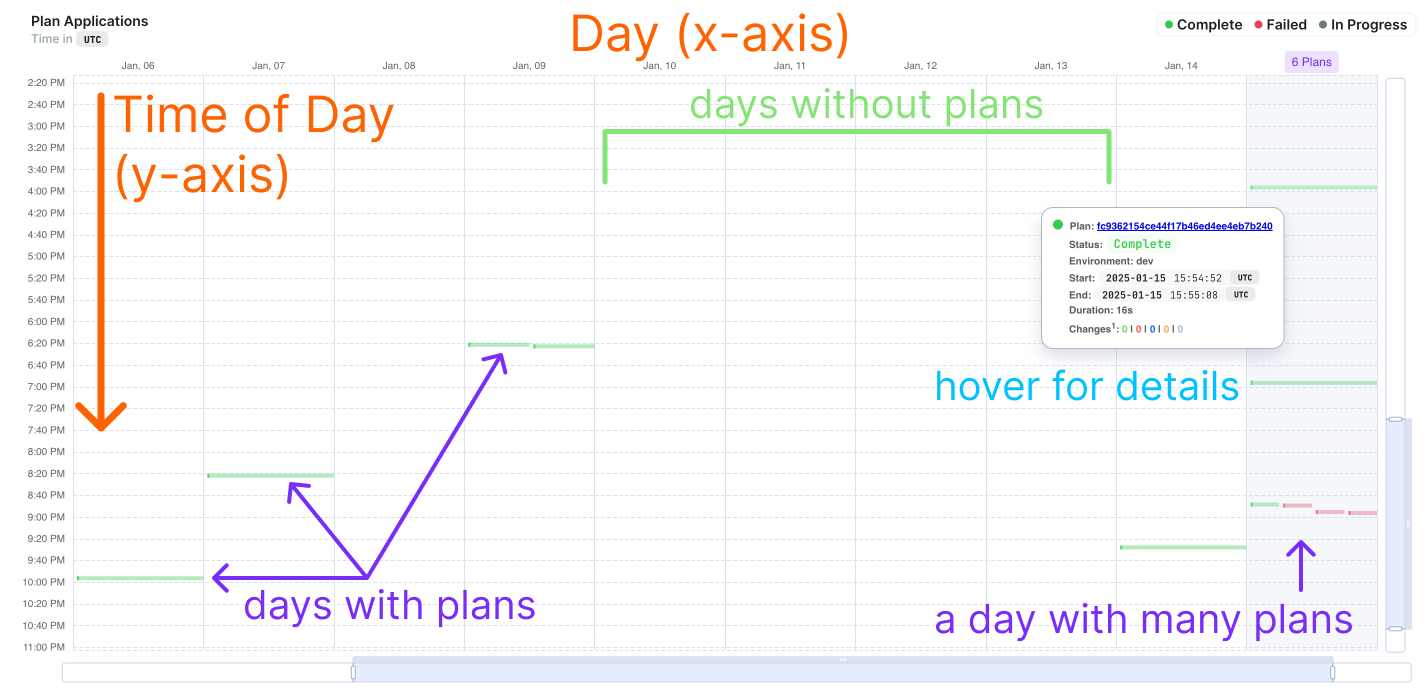 Plan Applications
Time in UTC
Day (x-axis)
Complete Failed In Progress
Jan, 06 Jan, 07 Jan, 08 Jan, 09 Jan, 10 Jan, 11 Jan, 12 Jan, 13 Jan, 14 6 Plans
2:20 PM
2:40 PM
3:00 PM
3:20 PM
3:40 PM
4:00 PM
4:20 PM
4:40 PM
5:00 PM
5:20 PM
5:40 PM
6:00 PM
6:20 PM
6:40 PM
7:00 PM
7:20 PM
7:40 PM
8:00 PM
8:20 PM
8:40 PM
9:00 PM
9:20 PM
9:40 PM
10:00 PM
10:20 PM
10:40 PM
11:00 PM
Time of Day
(y-axis)
days without plans
Plan: fc9362154ce44f17b46ed4ee4eb7b240
Status: Complete
Environment: dev
Start: 2025-01-15 15:54:52 UTC
End: 2025-01-15 15:55:08 UTC
Duration: 16s
Changes1: 0 | 0 | 0 | 0 | 0
hover for details
days with plans
a day with many plans